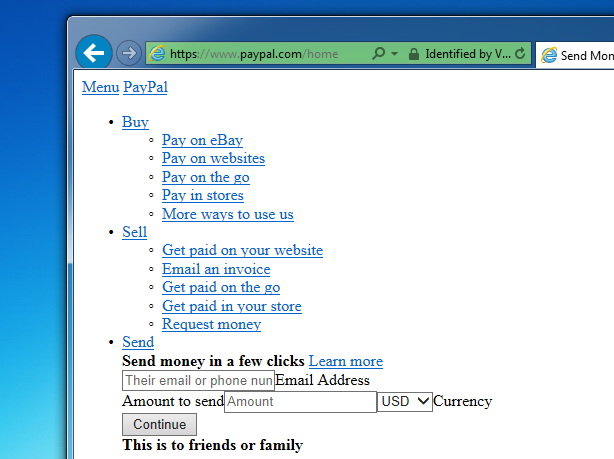 https://www.paypal.com/home Identified by V... Send Mon
Menu PayPal
Buy
Pay on eBay
Pay on websites
Pay on the go
Pay in stores
More ways to use us
Sell
Get paid on your website
Email an invoice
Get paid on the go
Get paid in your store
Request money
Send
Send money in a few clicks Learn more
Their email or phone num Email Address
Amount to send Amount USD Currency
Continue
This is to friends or family